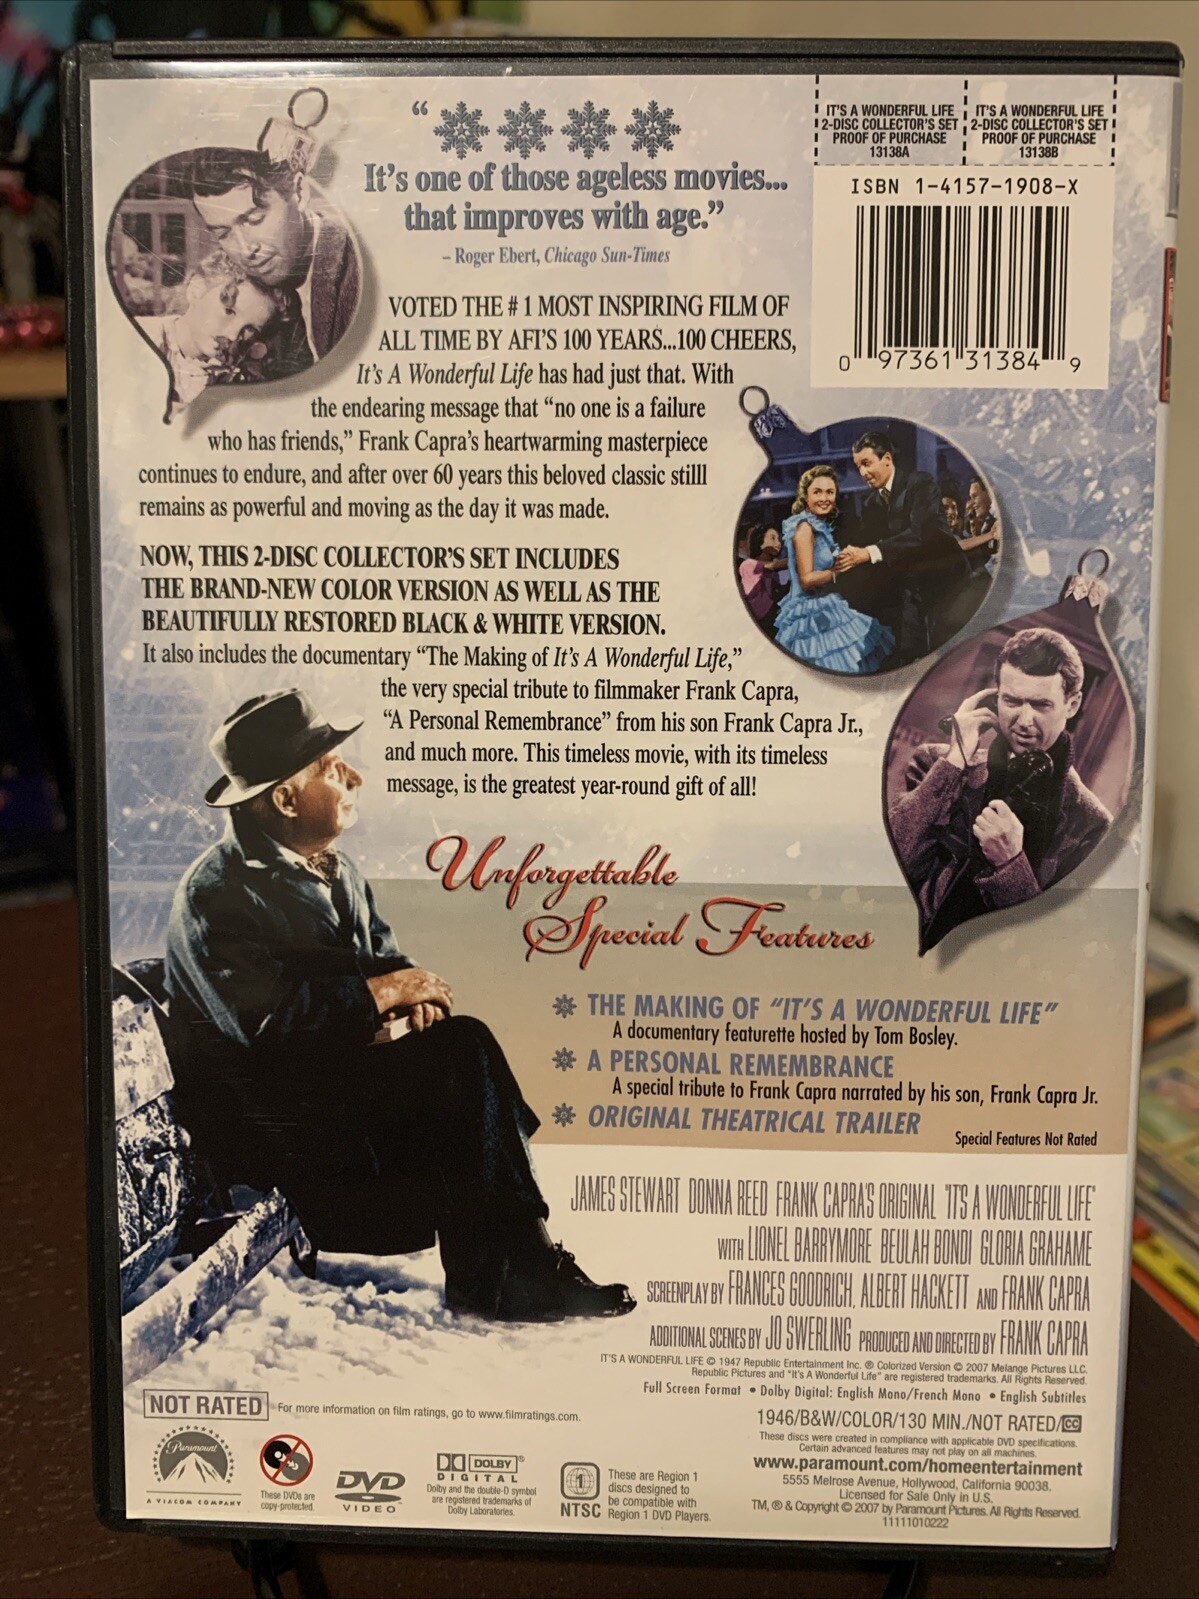 “
It's one of those ageless movies...
that improves with age.”
– Roger Ebert, Chicago Sun-Times
IT'S A WONDERFUL LIFE
2-DISC COLLECTOR'S SET
PROOF OF PURCHASE
13138A
IT'S A WONDERFUL LIFE
2-DISC COLLECTOR'S SET
PROOF OF PURCHASE
13138B
ISBN 1-4157-1908-X
0 97361 31384 9
VOTED THE # 1 MOST INSPIRING FILM OF
ALL TIME BY AFI'S 100 YEARS...100 CHEERS,
It's A Wonderful Life has had just that. With
the endearing message that “no one is a failure
who has friends,” Frank Capra's heartwarming masterpiece
continues to endure, and after over 60 years this beloved classic stilll
remains as powerful and moving as the day it was made.
NOW, THIS 2-DISC COLLECTOR'S SET INCLUDES
THE BRAND-NEW COLOR VERSION AS WELL AS THE
BEAUTIFULLY RESTORED BLACK & WHITE VERSION.
It also includes the documentary “The Making of It's A Wonderful Life,”
the very special tribute to filmmaker Frank Capra,
“A Personal Remembrance” from his son Frank Capra Jr.,
and much more. This timeless movie, with its timeless
message, is the greatest year-round gift of all!
Unforgettable
Special Features
THE MAKING OF “IT'S A WONDERFUL LIFE”
A documentary featurette hosted by Tom Bosley.
A PERSONAL REMEMBRANCE
A special tribute to Frank Capra narrated by his son, Frank Capra Jr.
ORIGINAL THEATRICAL TRAILER
Special Features Not Rated
JAMES STEWART DONNA REED FRANK CAPRA'S ORIGINAL "IT'S A WONDERFUL LIFE"
WITH LIONEL BARRYMORE BEULAH BONDI GLORIA GRAHAME
SCREENPLAY BY FRANCES GOODRICH, ALBERT HACKETT AND FRANK CAPRA
ADDITIONAL SCENES BY JO SWERLING PRODUCED AND DIRECTED BY FRANK CAPRA
IT'S A WONDERFUL LIFE © 1947 Republic Entertainment Inc. ® Colorized Version © 2007 Melange Pictures LLC.
Republic Pictures and "It's A Wonderful Life" are registered trademarks. All Rights Reserved.
Full Screen Format • Dolby Digital: English Mono/French Mono • English Subtitles
NOT RATED
For more information on film ratings, go to www.filmratings.com.
1946/B&W/COLOR/130 MIN./NOT RATED/CC
These discs were created in compliance with applicable DVD specifications.
Certain advanced features may not play on all machines.
www.paramount.com/homeentertainment
5555 Melrose Avenue, Hollywood, California 90038.
Licensed for Sale Only in U.S.
TM, ® & Copyright © 2007 by Paramount Pictures. All Rights Reserved.
11111010222
Paramount
A VIACOM COMPANY
These DVDs are
copy-protected.
DVD
VIDEO
DOLBY®
DIGITAL
Dolby and the double-D symbol
are registered trademarks of
Dolby Laboratories.
1
NTSC
These are Region 1
discs designed to
be compatible with
Region 1 DVD Players.